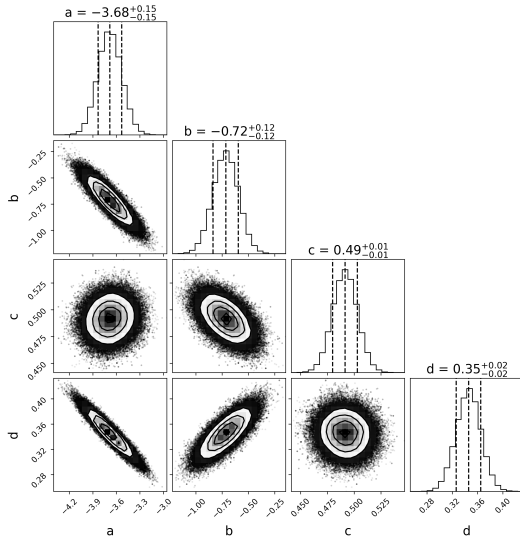 a = −3.68+0.15 −0.15
b = −0.72+0.12 −0.12
−0.25
−0.50
−0.75
−1.00
b
c = 0.49+0.01 −0.01
0.525
0.500
0.475
0.450
c
d = 0.35+0.02 −0.02
0.40
0.36
0.32
0.28
d
−4.2 −3.9 −3.6 −3.3 −3.0
−1.00 −0.75 −0.50 −0.25
0.450 0.475 0.500 0.525
0.28 0.32 0.36 0.40
a b c d